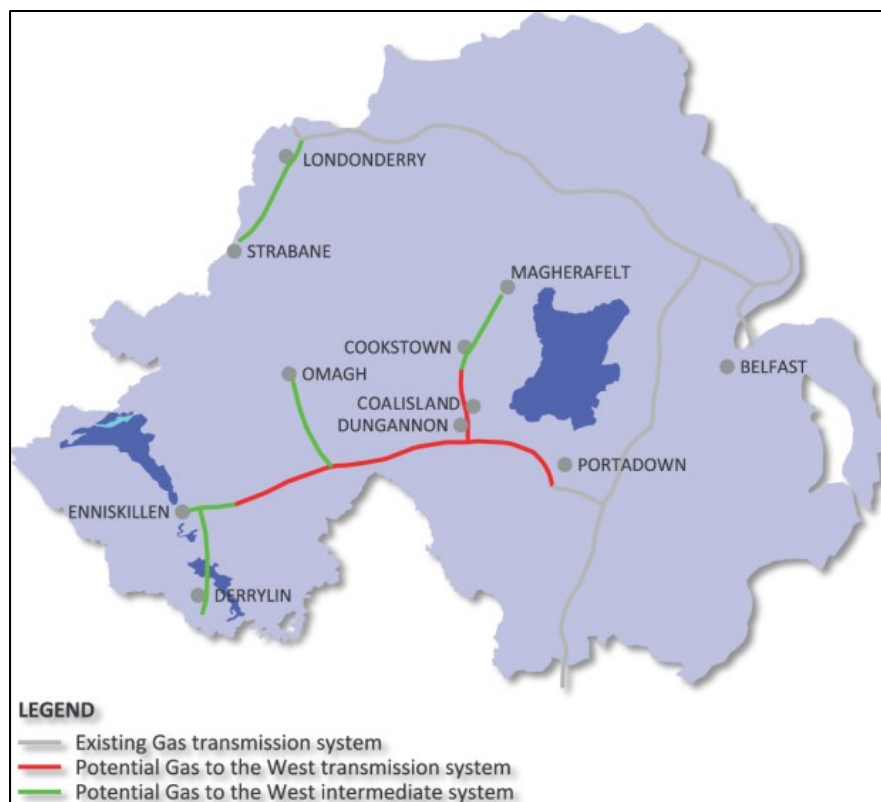 LONDONDERRY
STRABANE
MAGHERAFELT
COOKSTOWN
OMAGH
BELFAST
COALISLAND
DUNGANNON
PORTADOWN
ENNISKILLEN
DERRYLIN
LEGEND
Existing Gas transmission system
Potential Gas to the West transmission system
Potential Gas to the West intermediate system